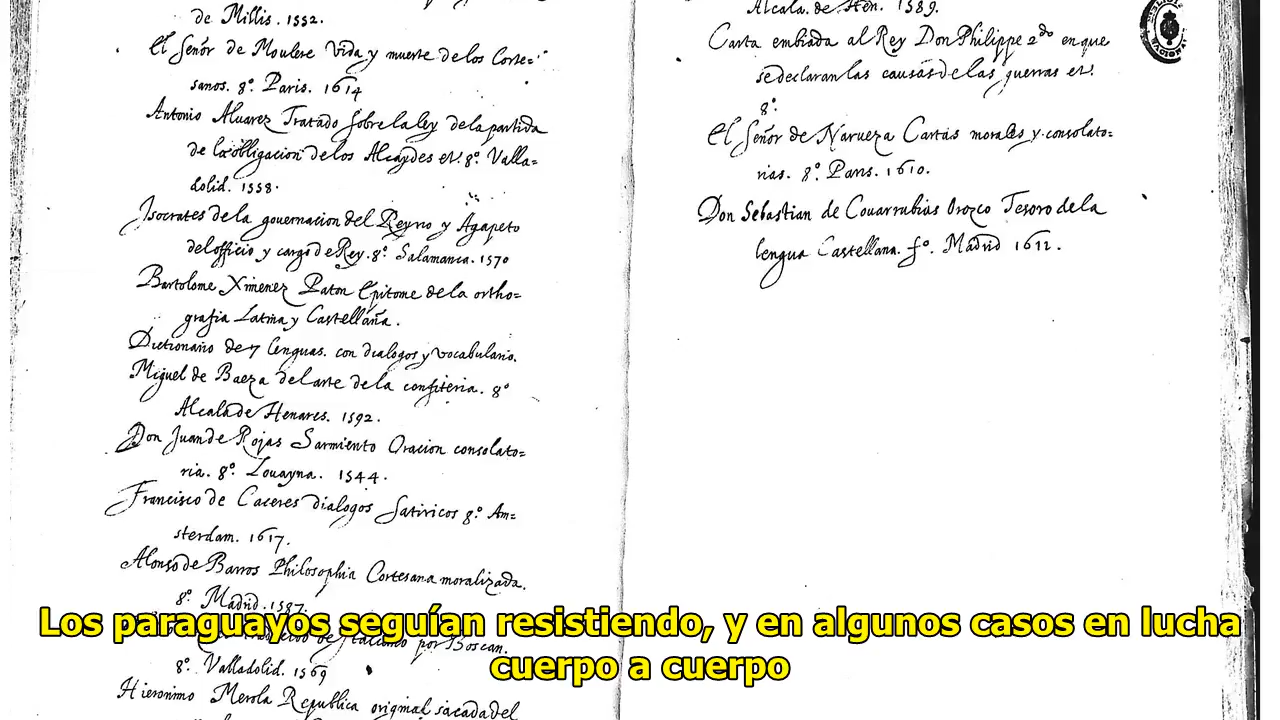 de Millis. 1552.
El Señor de Moulere Vida y muerte de los Corte=
sanos. 8º. Paris. 1614
Antonio Alvarez Tratado sobre la ley de la partida
de la obligacion de los Alcaydes et. 8º. Valla=
dolid. 1558.
Isocrates de la governacion del Reyno y Agapeto
del officio y cargo de Rey. 8º. Salamanca. 1570
Bartolome Ximenez Paton Epitome de la ortho=
grafia Latina y Castellana.
Dictionario de 7 lenguas. con dialogos y vocabulario.
Miguel de Baeza del arte de la confiteria. 8º
Alcala de Henares. 1592.
Don Juan de Rojas Sarmiento Oracion consolato=
ria. 8º. Louayna. 1544.
Francisco de Caceres dialogos satiricos 8º. Am=
sterdam. 1617.
Alonso de Barros Philosophia Cortesana moralizada.
8º. Madrid. 1587.
por Boscan.
8º. Valladolid. 1569
Hieronimo Merola Republica original sacada del
Alcala. de Hen. 1589.
Carta embiada al Rey Don Philippe 2do en que
se declaran las causas de las guerras et.
8º.
El Señor de Narueza Cartas morales y consolato=
rias. 8º. Paris. 1610.
Don Sebastian de Couarrubias Orozco Tesoro de la
lengua Castellana. fº. Madrid 1611.
Los paraguayos seguían resistiendo, y en algunos casos en lucha
cuerpo a cuerpo